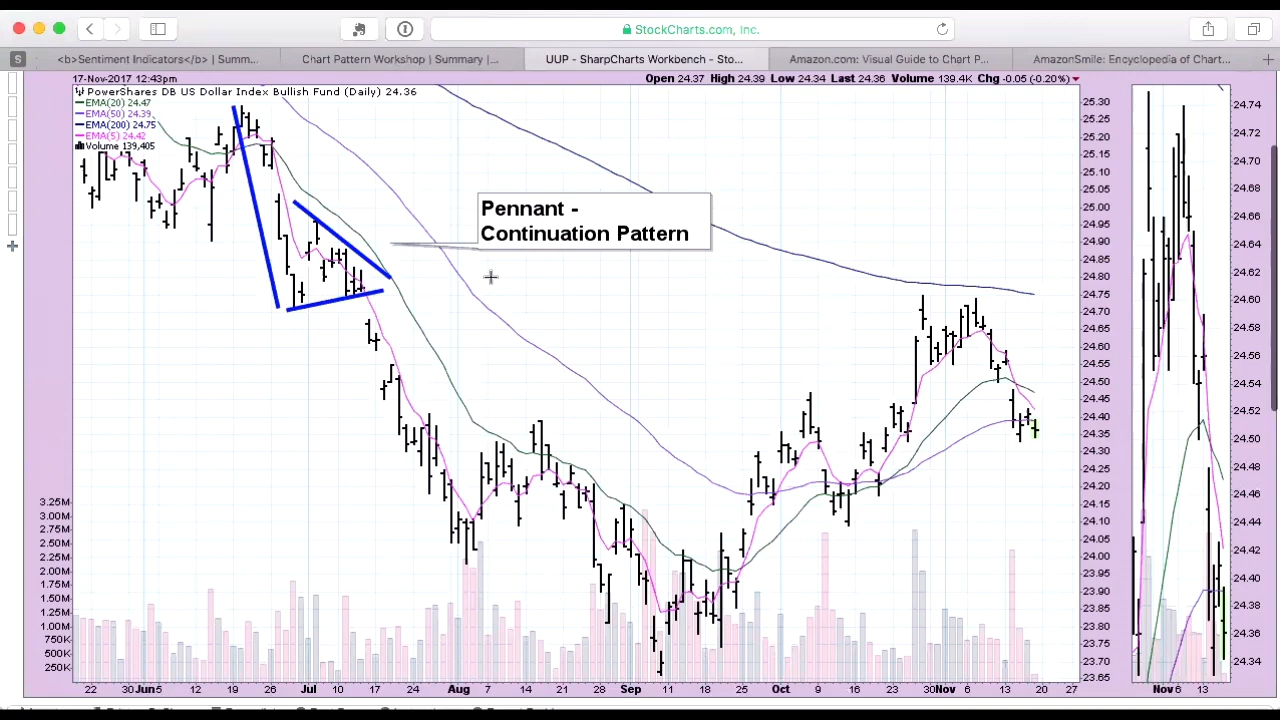 StockCharts.com, Inc.
S
<b>Sentiment Indicators</b> | Summ...
Chart Pattern Workshop | Summary |...
UUP - SharpCharts Workbench - Sto...
Amazon.com: Visual Guide to Chart P...
AmazonSmile: Encyclopedia of Chart...
17-Nov-2017 12:43pm
Open 24.37 High 24.39 Low 24.34 Last 24.36 Volume 139.4K Chg -0.05 (-0.20%)
PowerShares DB US Dollar Index Bullish Fund (Daily) 24.36
EMA(20) 24.47
EMA(50) 24.39
EMA(200) 24.75
EMA(5) 24.42
Volume 139,405
Pennant -
Continuation Pattern
25.30
25.25
25.20
25.15
25.10
25.05
25.00
24.95
24.90
24.85
24.80
24.75
24.70
24.65
24.60
24.55
24.50
24.45
24.40
24.35
24.30
24.25
24.20
24.15
24.10
24.05
24.00
23.95
23.90
23.85
23.80
23.75
23.70
23.65
3.25M
3.00M
2.75M
2.50M
2.25M
2.00M
1.75M
1.50M
1.25M
1.00M
750K
500K
250K
22 30 Jun 5 12 19 26 Jul 10 17 24 Aug 7 14 21 28 Sep 11 18 25 Oct 9 16 23 30 Nov 6 13 20 27
24.74
24.72
24.70
24.68
24.66
24.64
24.62
24.60
24.58
24.56
24.54
24.52
24.50
24.48
24.46
24.44
24.42
24.40
24.38
24.36
24.34
Nov 6 13